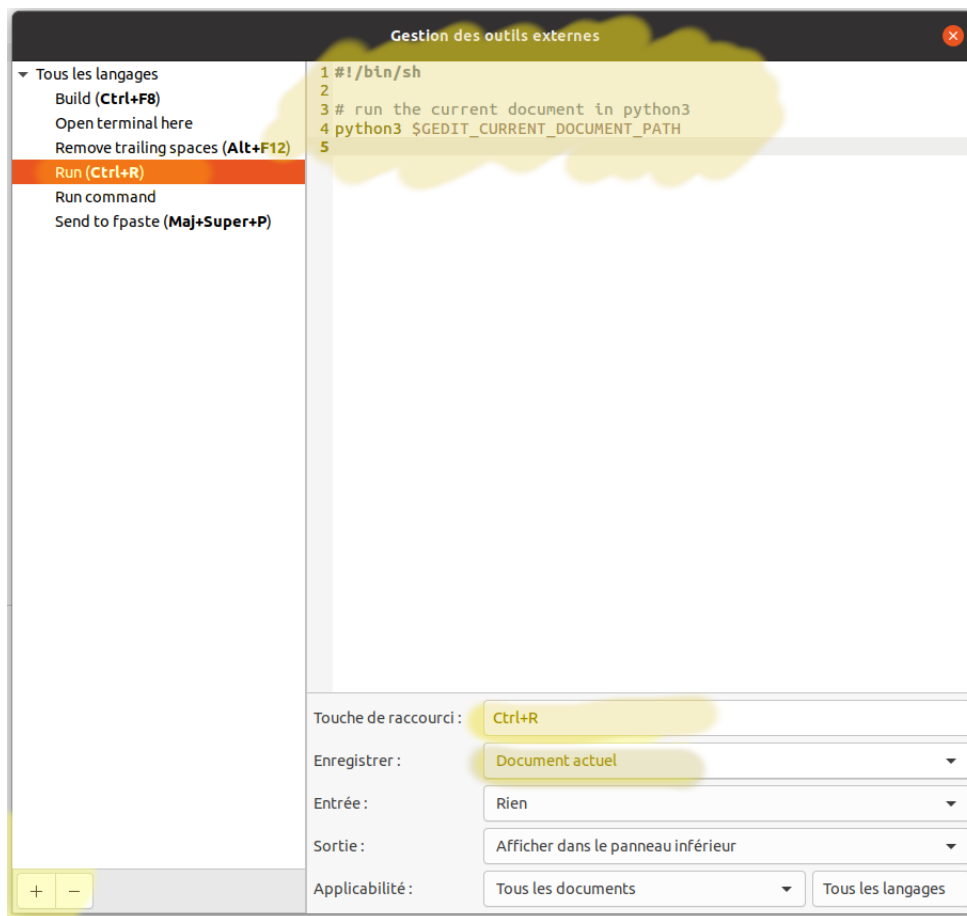 Gestion des outils externes
Tous les langages
Build (Ctrl+F8)
Open terminal here
Remove trailing spaces (Alt+F12)
Run (Ctrl+R)
Run command
Send to fpaste (Maj+Super+P)
1 #!/bin/sh
2
3 # run the current document in python3
4 python3 $GEDIT_CURRENT_DOCUMENT_PATH
5
Touche de raccourci : Ctrl+R
Enregistrer : Document actuel
Entrée : Rien
Sortie : Afficher dans le panneau inférieur
Applicabilité : Tous les documents Tous les langages